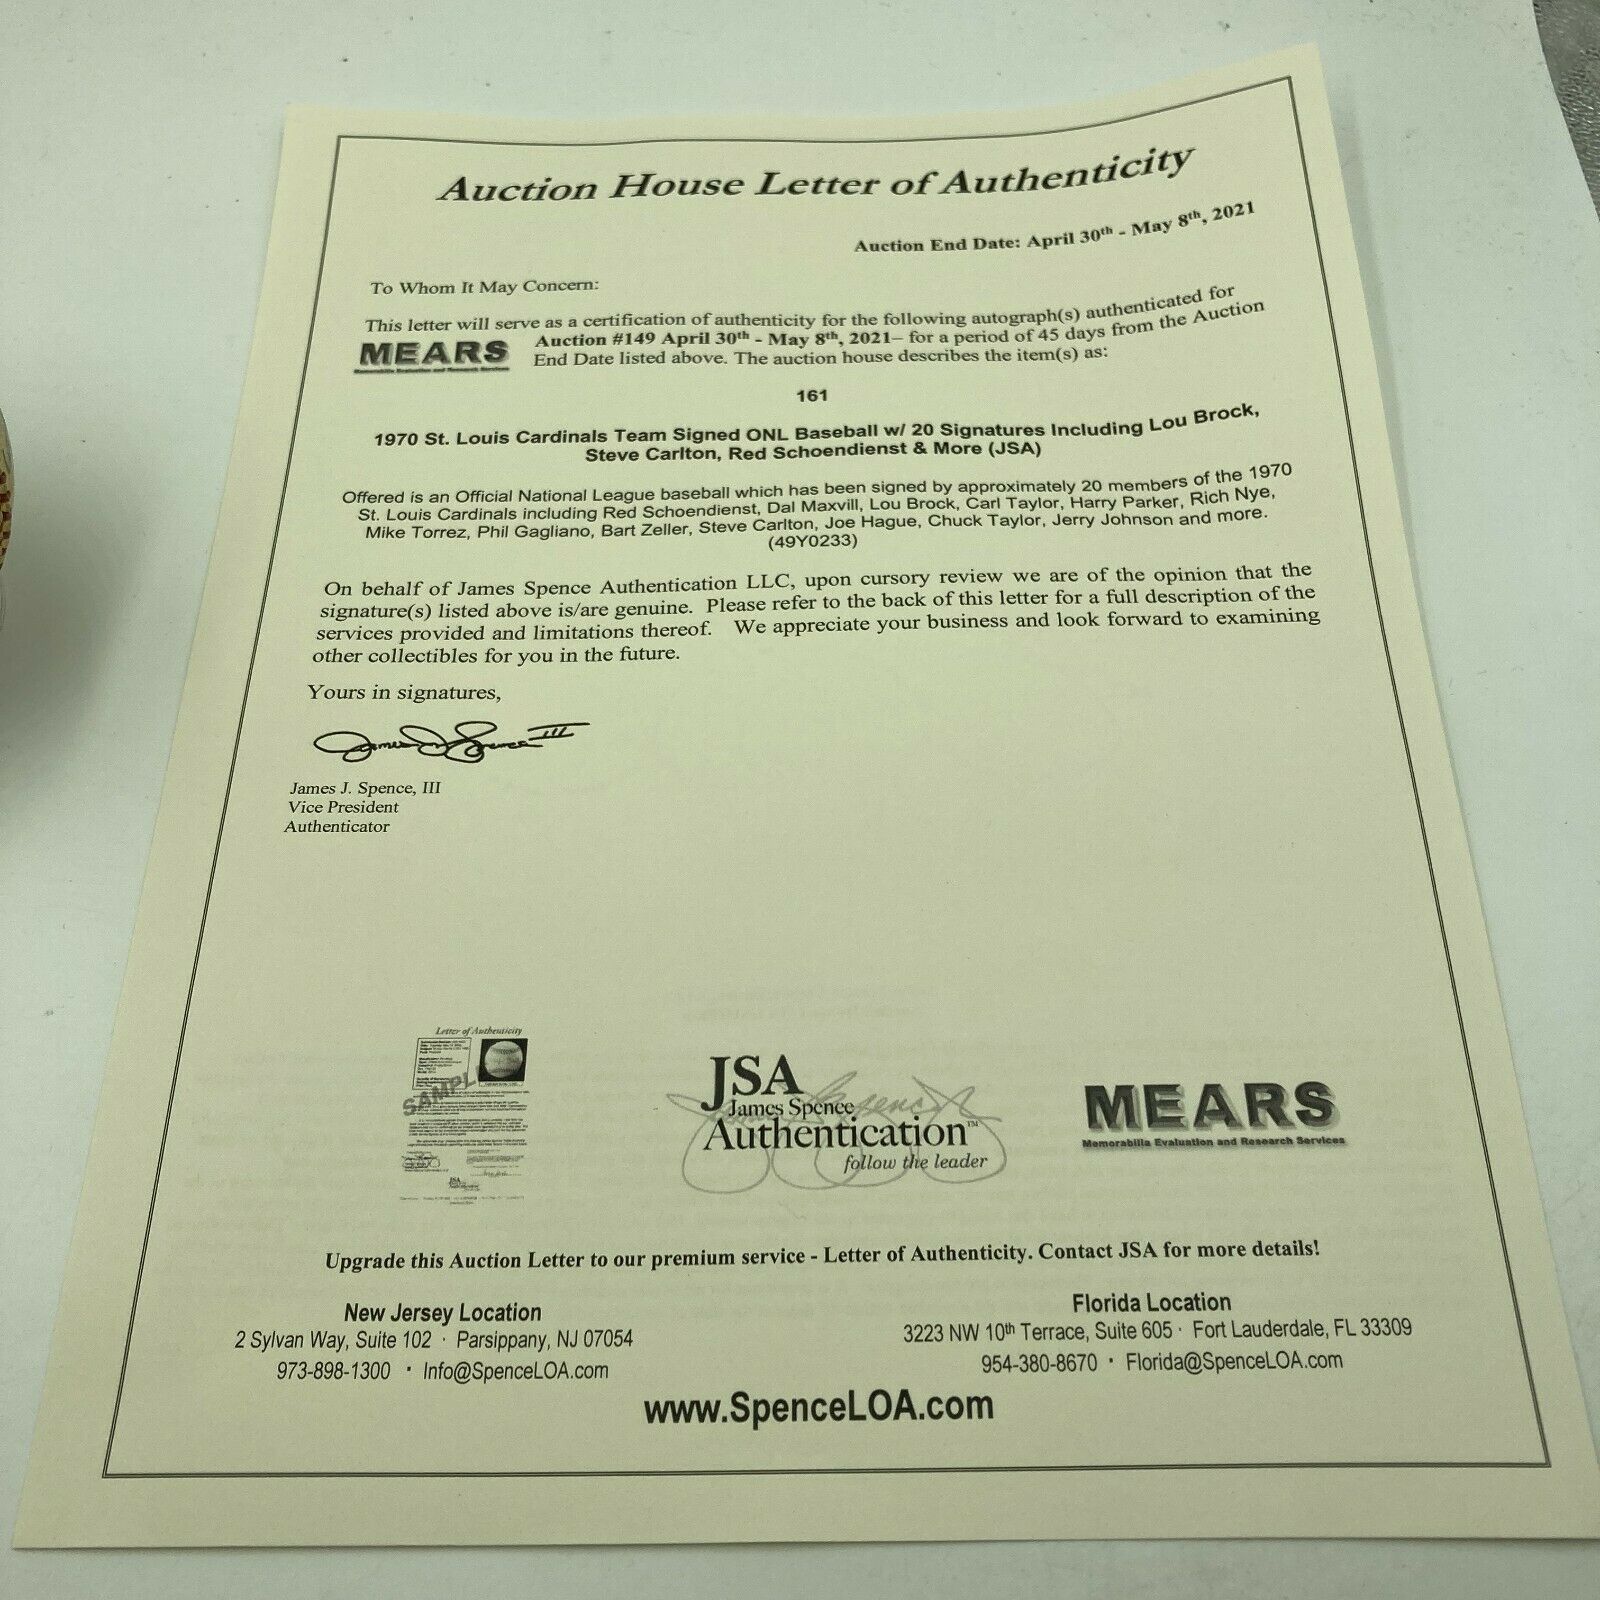 Auction House Letter of Authenticity
Auction End Date: April 30th - May 8th, 2021
To Whom It May Concern:
This letter will serve as a certification of authenticity for the following autograph(s) authenticated for
MEARS
Memorabilia Evaluation and Research Services
Auction #149 April 30th - May 8th, 2021– for a period of 45 days from the Auction
End Date listed above. The auction house describes the item(s) as:
161
1970 St. Louis Cardinals Team Signed ONL Baseball w/ 20 Signatures Including Lou Brock,
Steve Carlton, Red Schoendienst & More (JSA)
Offered is an Official National League baseball which has been signed by approximately 20 members of the 1970
St. Louis Cardinals including Red Schoendienst, Dal Maxvill, Lou Brock, Carl Taylor, Harry Parker, Rich Nye,
Mike Torrez, Phil Gagliano, Bart Zeller, Steve Carlton, Joe Hague, Chuck Taylor, Jerry Johnson and more.
(49Y0233)
On behalf of James Spence Authentication LLC, upon cursory review we are of the opinion that the
signature(s) listed above is/are genuine. Please refer to the back of this letter for a full description of the
services provided and limitations thereof. We appreciate your business and look forward to examining
other collectibles for you in the future.
Yours in signatures,
James J. Spence III
James J. Spence, III
Vice President
Authenticator
Letter of Authenticity
SAMPLE
JSA
James Spence
Authentication™
follow the leader
MEARS
Memorabilia Evaluation and Research Services
Upgrade this Auction Letter to our premium service - Letter of Authenticity. Contact JSA for more details!
New Jersey Location
2 Sylvan Way, Suite 102 · Parsippany, NJ 07054
973-898-1300 · Info@SpenceLOA.com
Florida Location
3223 NW 10th Terrace, Suite 605 · Fort Lauderdale, FL 33309
954-380-8670 · Florida@SpenceLOA.com
www.SpenceLOA.com